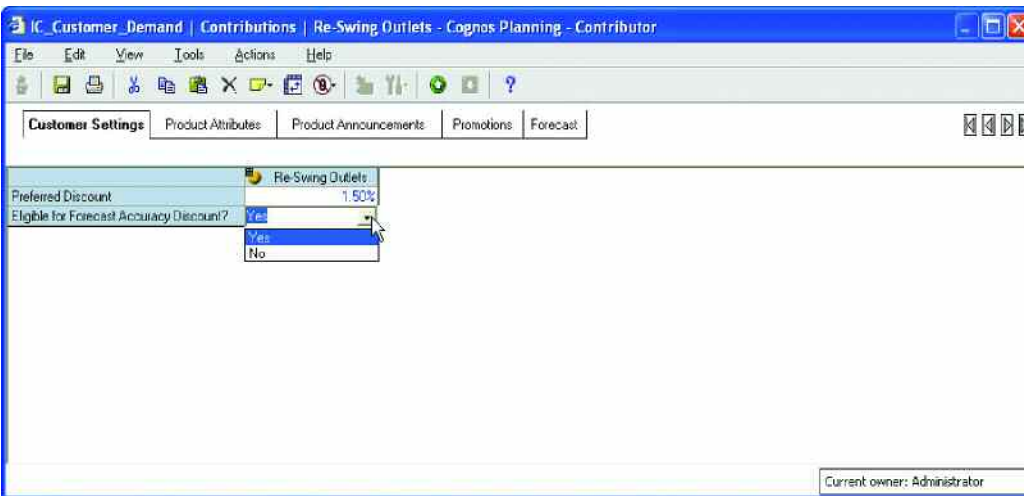 IC_Customer_Demand | Contributions | Re-Swing Outlets - Cognos Planning - Contributor
File Edit View Tools Actions Help
Customer Settings Product Attributes Product Announcements Promotions Forecast
Re-Swing Outlets
Preferred Discount 1.50%
Eligible for Forecast Accuracy Discount? Yes
Yes
No
Current owner: Administrator